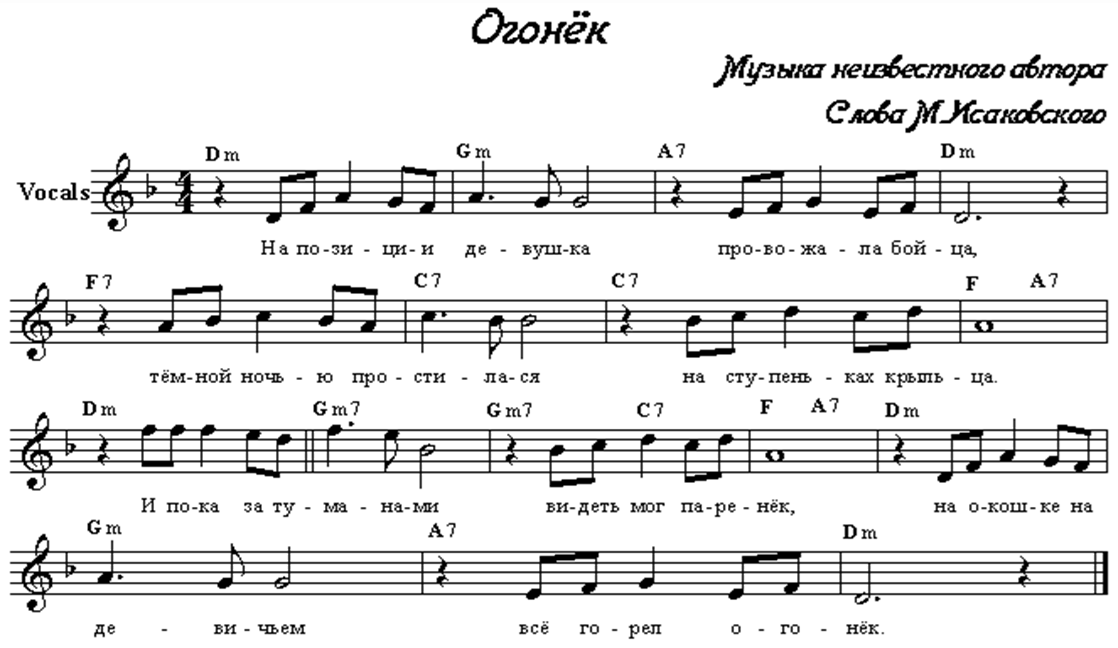 Огонёк
Музыка неизвестного автора
Слова М.Исаковского
Dm Gm A7 Dm
Vocals
4 4
На по-зи - ци-и де - вуш-ка про-во-жа - ла бой - ца,
F7 C7 C7 F A7
тём-ной ночь - ю про - сти - ла-ся на сту-пень - ках крыль - ца.
Dm Gm7 Gm7 C7 F A7 Dm
И по-ка за ту - ма - на-ми ви-деть мог па-ре-нёк, на о-кош-ке на
Gm A7 Dm
де - ви - чьем всё го-рел о - го - нёк.